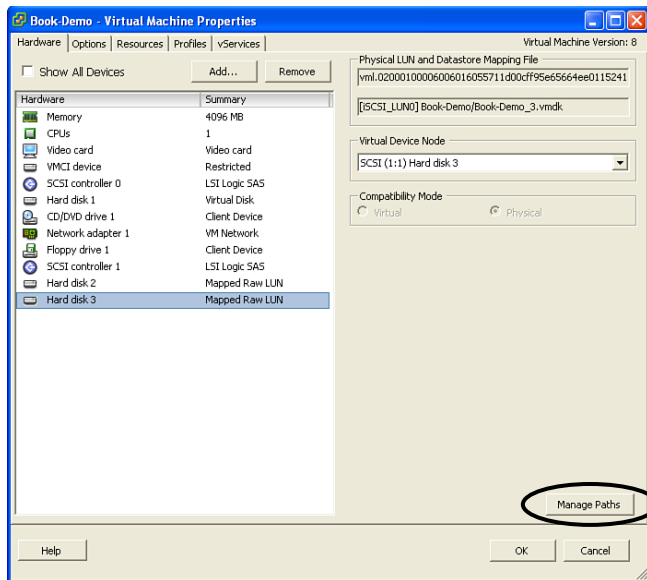 Book-Demo - Virtual Machine Properties
Hardware Options Resources Profiles vServices Virtual Machine Version: 8
Show All Devices Add... Remove
Hardware Summary
Memory 4096 MB
CPUs 1
Video card Video card
VMCI device Restricted
SCSI controller 0 LSI Logic SAS
Hard disk 1 Virtual Disk
CD/DVD drive 1 Client Device
Network adapter 1 VM Network
Floppy drive 1 Client Device
SCSI controller 1 LSI Logic SAS
Hard disk 2 Mapped Raw LUN
Hard disk 3 Mapped Raw LUN
Physical LUN and Datastore Mapping File
vml.02000100006006016055711d00cff95e65664ee0115241
[iSCSI_LUN0] Book-Demo/Book-Demo_3.vmdk
Virtual Device Node
SCSI (1:1) Hard disk 3
Compatibility Mode
Virtual Physical
Manage Paths
Help OK Cancel